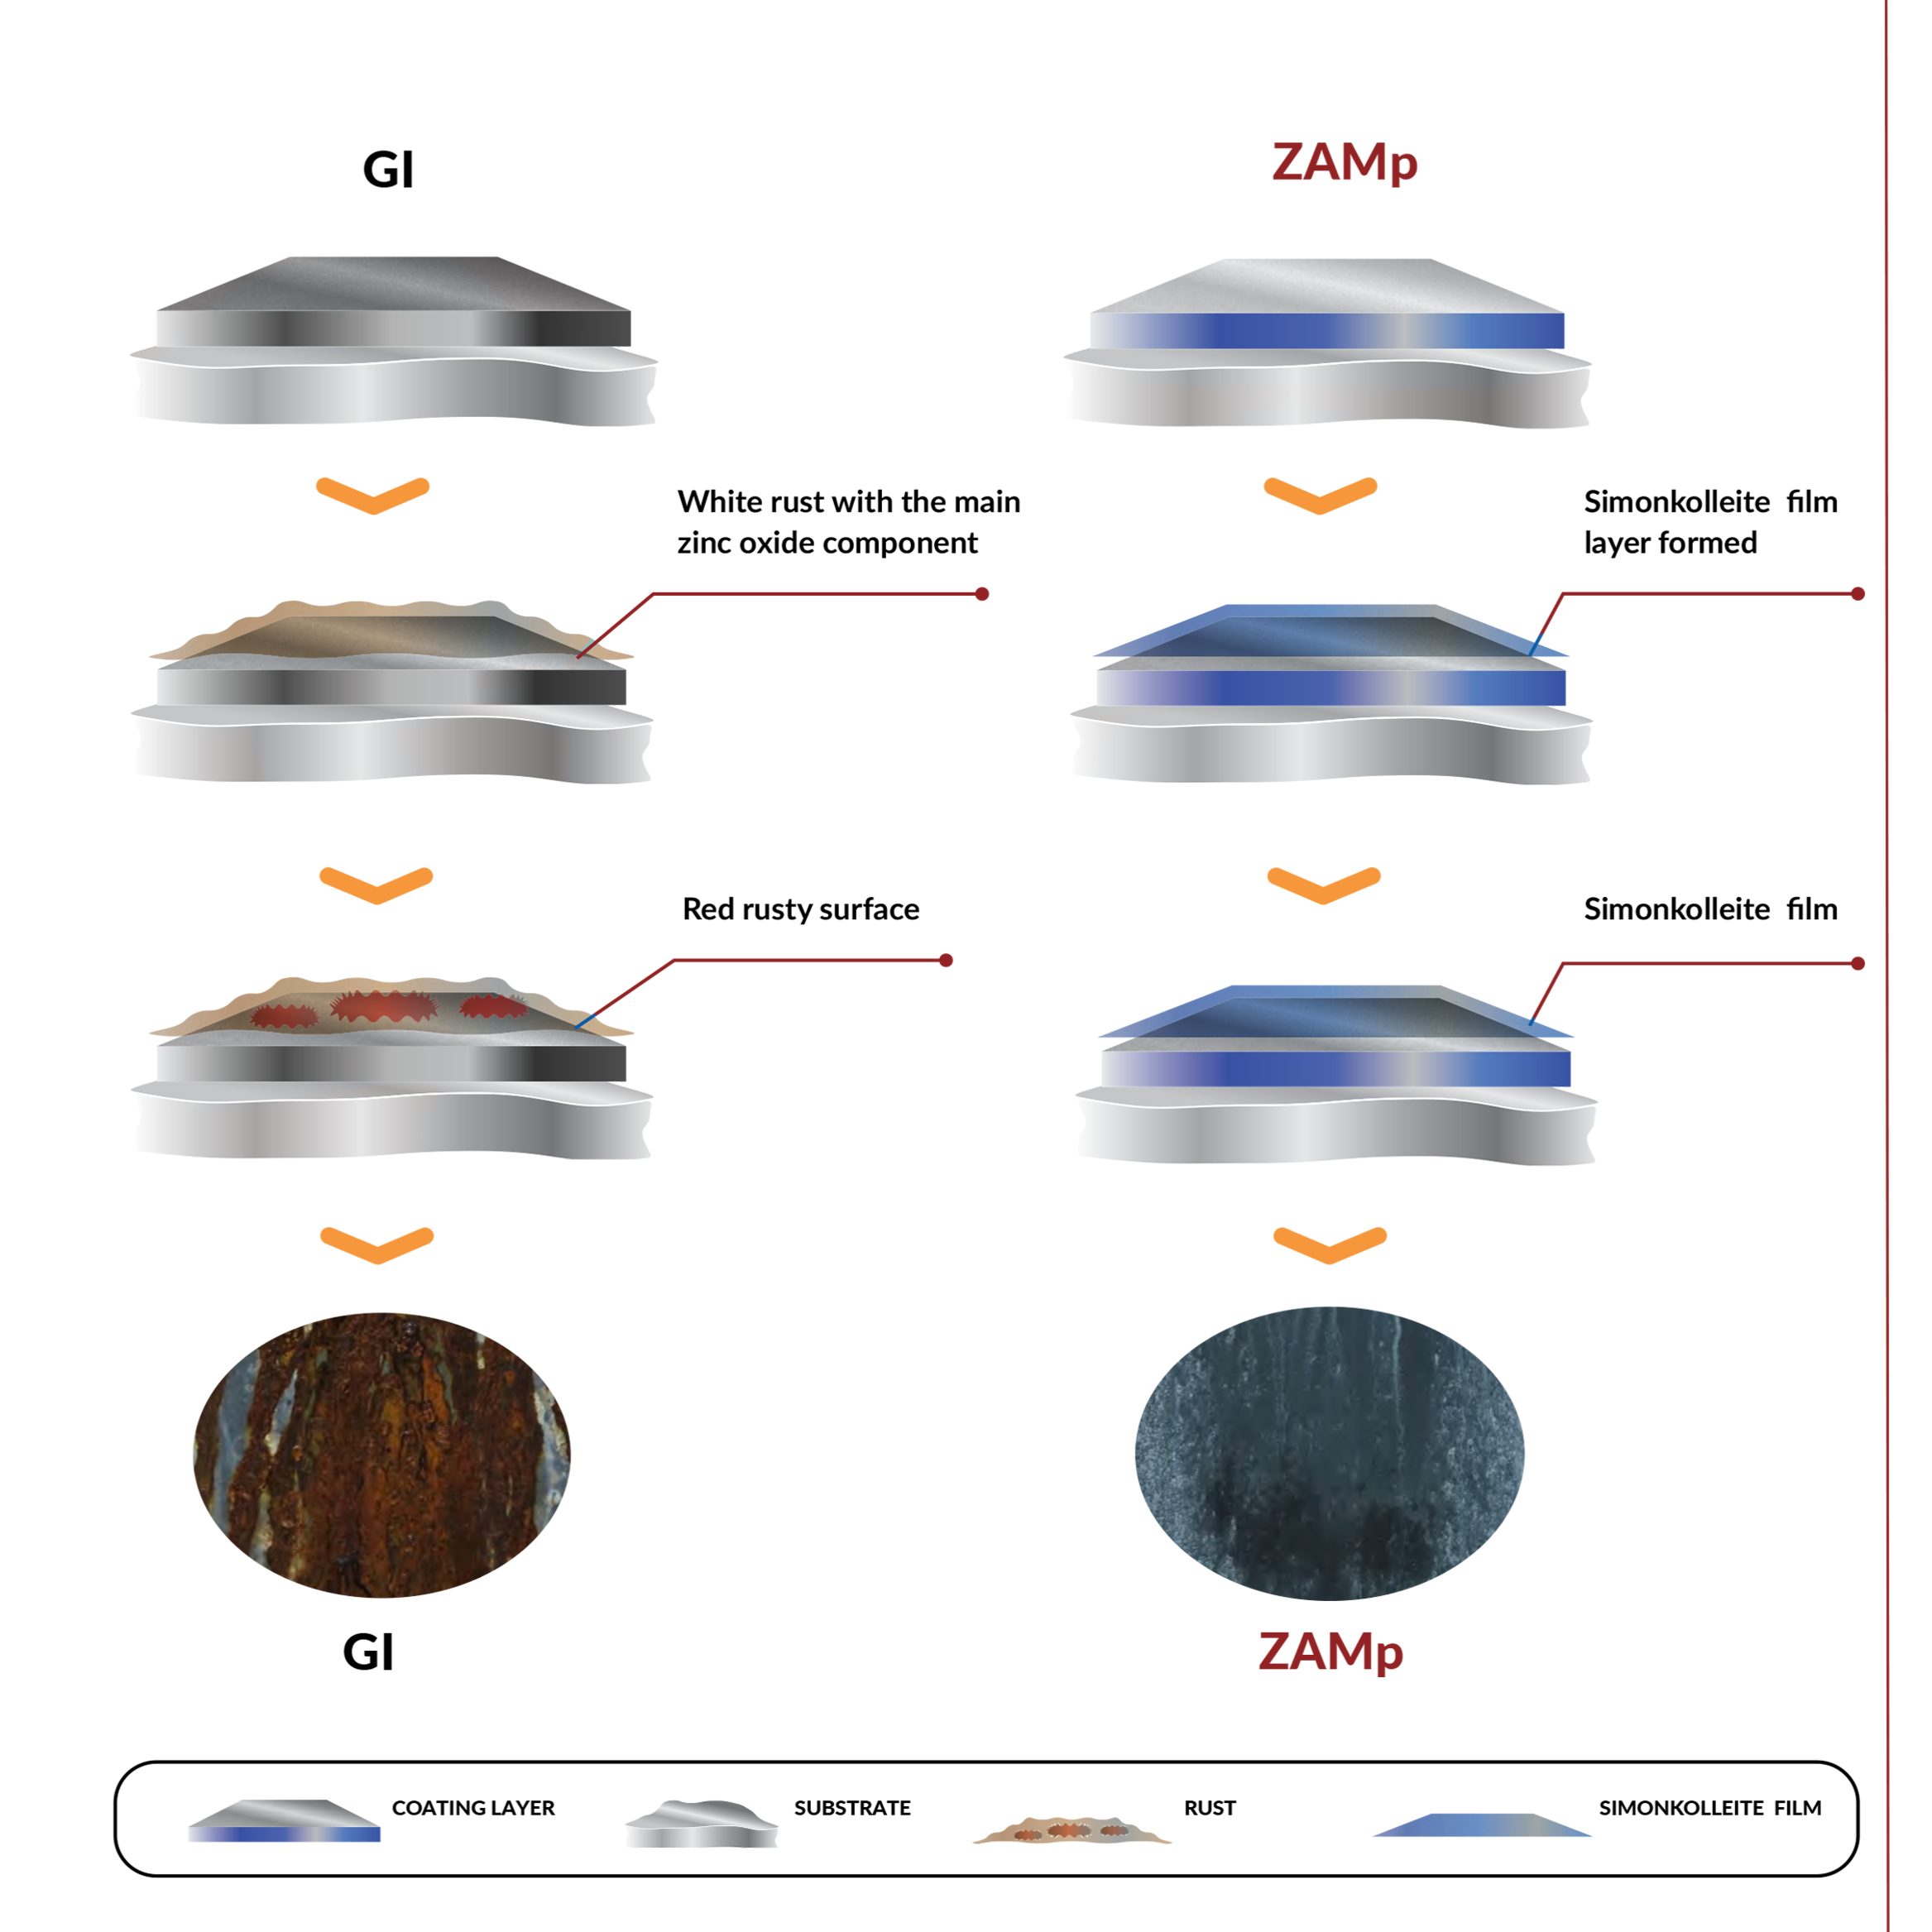 GI
ZAMp
White rust with the main
zinc oxide component
Simonkolleite film
layer formed
Red rusty surface
Simonkolleite film
GI
ZAMp
COATING LAYER
SUBSTRATE
RUST
SIMONKOLLEITE FILM